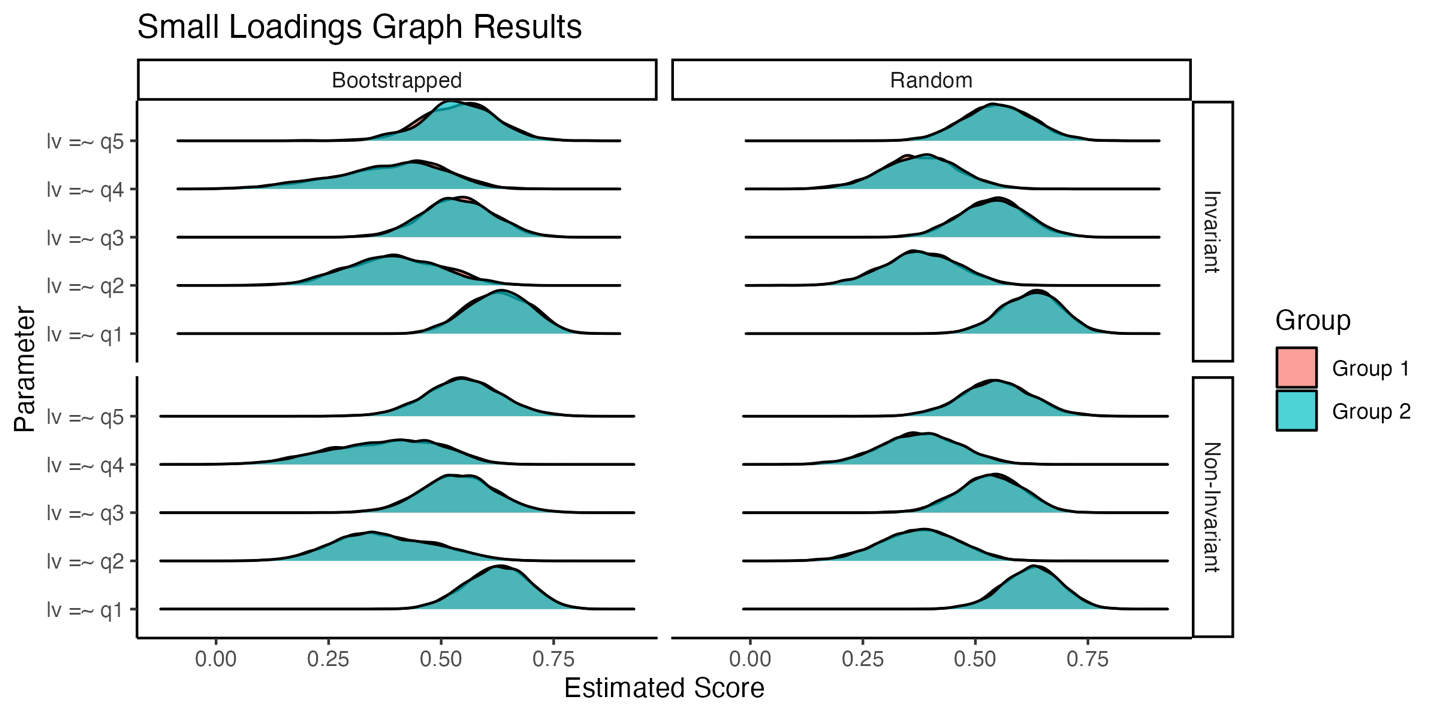 Small Loadings Graph Results
Bootstrapped
Random
lv =~ q5
lv =~ q4
lv =~ q3
lv =~ q2
lv =~ q1
Invariant
lv =~ q5
lv =~ q4
lv =~ q3
lv =~ q2
lv =~ q1
Non-Invariant
Parameter
0.00 0.25 0.50 0.75
0.00 0.25 0.50 0.75
Estimated Score
Group
Group 1
Group 2